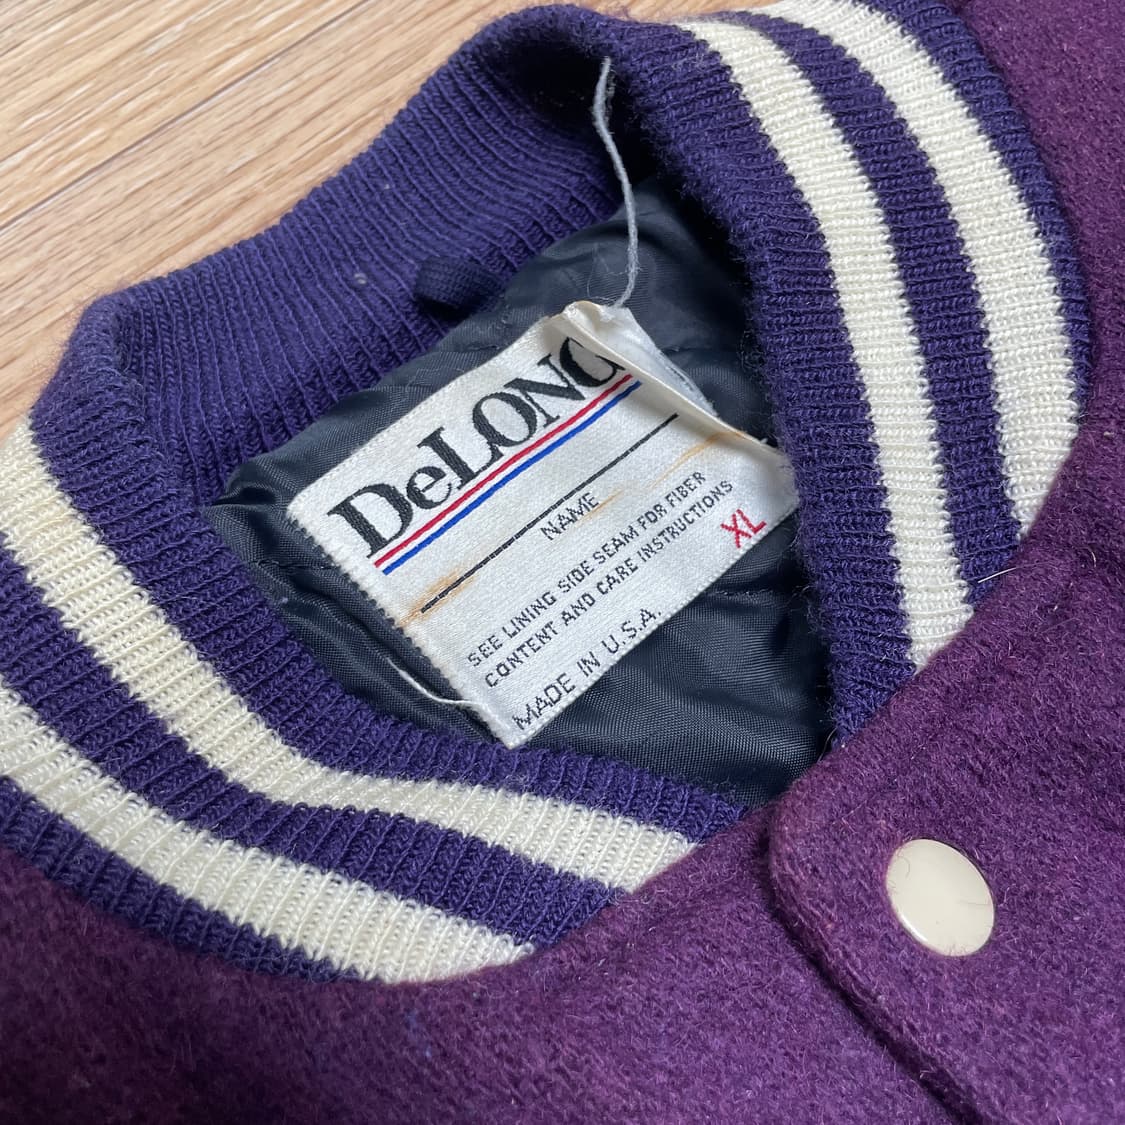 DeLONG
NAME
SEE LINING SIDE SEAM FOR FIBER
CONTENT AND CARE INSTRUCTIONS
XL
MADE IN U.S.A.